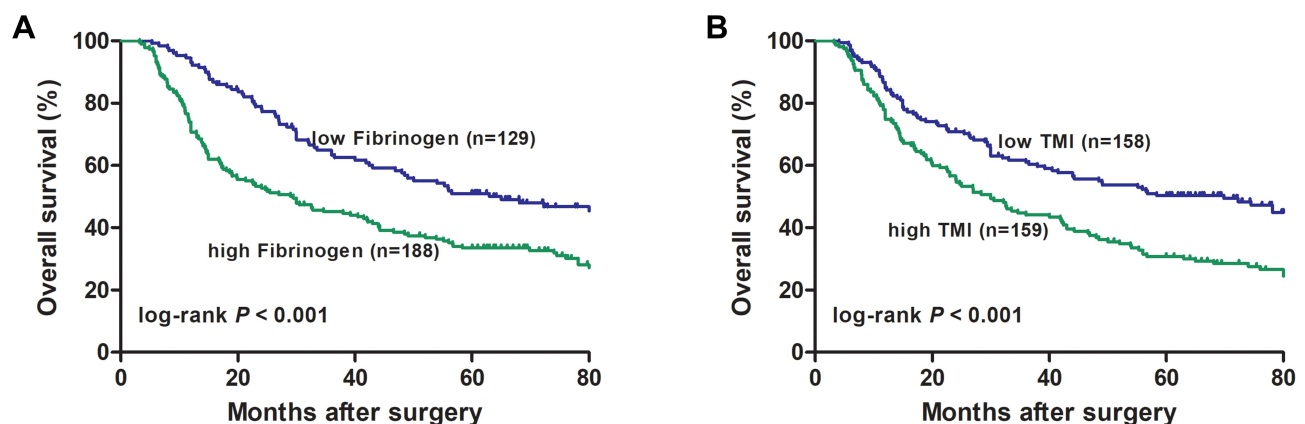 A
Overall survival (%)
100
80
60
40
20
0
low Fibrinogen (n=129)
high Fibrinogen (n=188)
log-rank P < 0.001
0 20 40 60 80
Months after surgery
B
Overall survival (%)
100
80
60
40
20
0
low TMI (n=158)
high TMI (n=159)
log-rank P < 0.001
0 20 40 60 80
Months after surgery